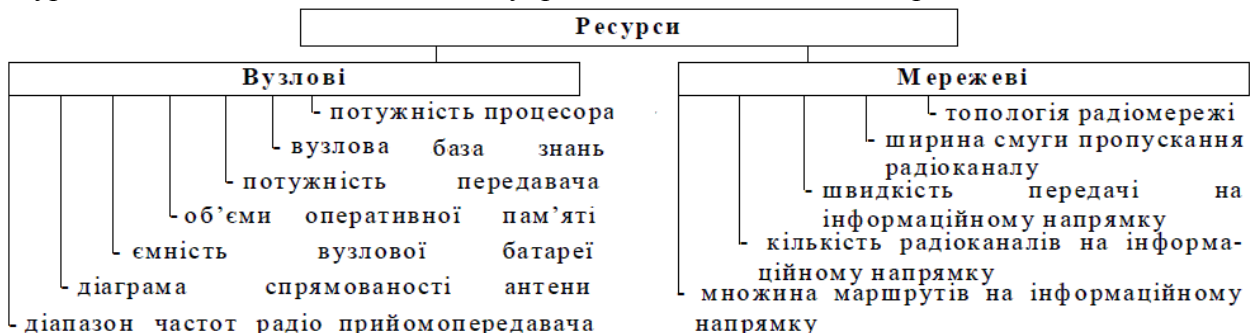 Ресурси
Вузлові
- потужність процесора
- вузлова база знань
- потужність передавача
- об’єми оперативної пам’яті
- ємність вузлової батареї
- діаграма спрямованості антени
- діапазон частот радіо прийомопередавача
Мережеві
- топологія радіомережі
- ширина смуги пропускання
радіоканалу
- швидкість передачі на
інформаційному напрямку
- кількість радіоканалів на інформа-
ційному напрямку
- множина маршрутів на інформаційному
напрямку